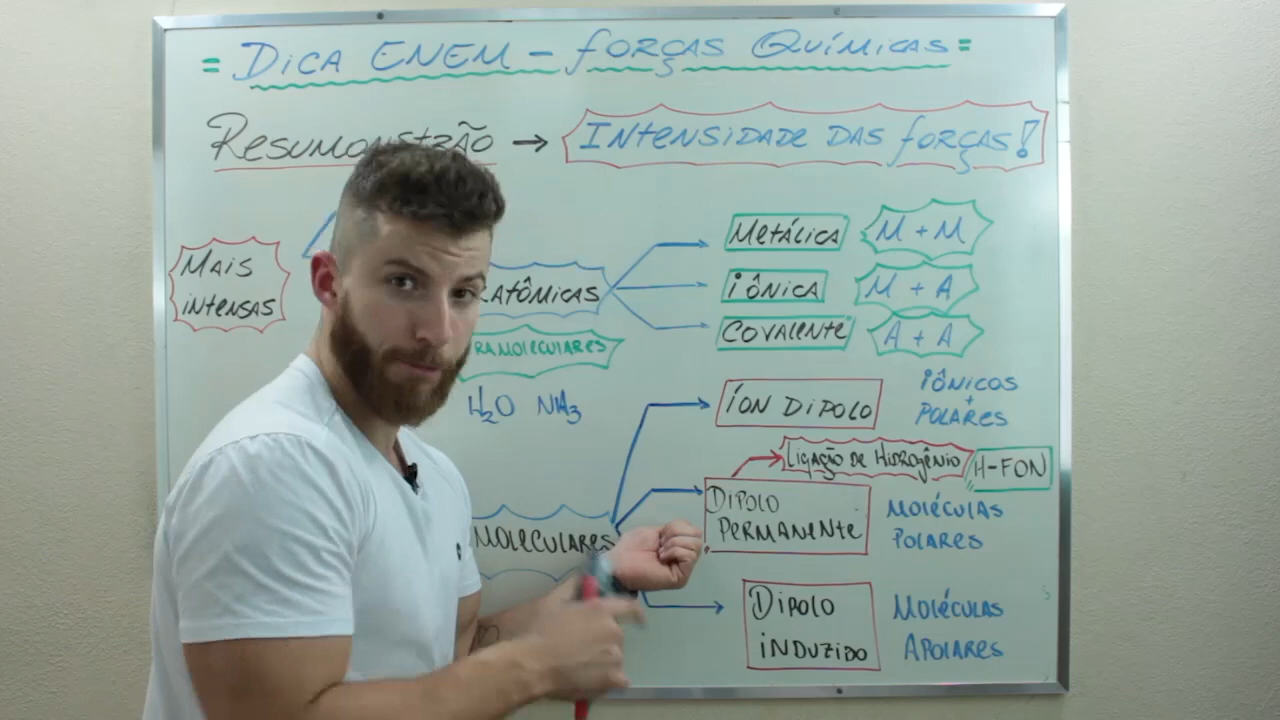 = DICA ENEM – FORÇAS QUÍMICAS =
RESUMONSTRÃO → INTENSIDADE DAS FORÇAS!
MAIS
INTENSAS
ATÔMICAS
RAMOLECULARES
H2O NH3
METÁLICA M + M
IÔNICA M + A
COVALENTE A + A
ÍON DIPOLO
IÔNICOS
+
POLARES
LIGAÇÃO DE HIDROGÊNIO H-FON
MOLECULARES
DIPOLO
PERMANENTE
MOLÉCULAS
POLARES
DIPOLO
INDUZIDO
MOLÉCULAS
APOLARES